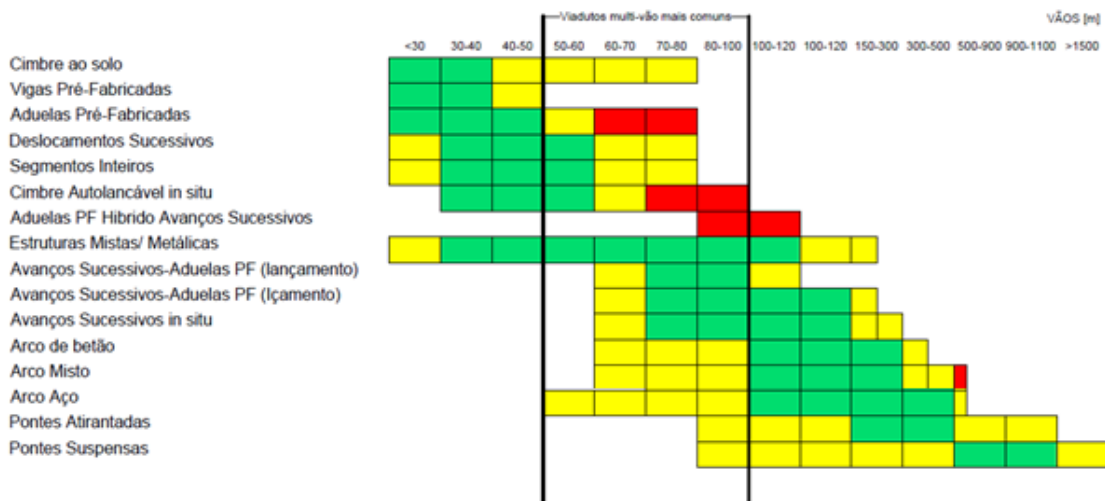 Viadutos multi-vão mais comuns
VÃOS [m]
<30 30-40 40-50 50-60 60-70 70-80 80-100 100-120 100-120 150-300 300-500 500-900 900-1100 >1500
Cimbre ao solo
Vigas Pré-Fabricadas
Aduelas Pré-Fabricadas
Deslocamentos Sucessivos
Segmentos Inteiros
Cimbre Autolancável in situ
Aduelas PF Hibrido Avanços Sucessivos
Estruturas Mistas/ Metálicas
Avanços Sucessivos-Aduelas PF (lançamento)
Avanços Sucessivos-Aduelas PF (Içamento)
Avanços Sucessivos in situ
Arco de betão
Arco Misto
Arco Aço
Pontes Atirantadas
Pontes Suspensas